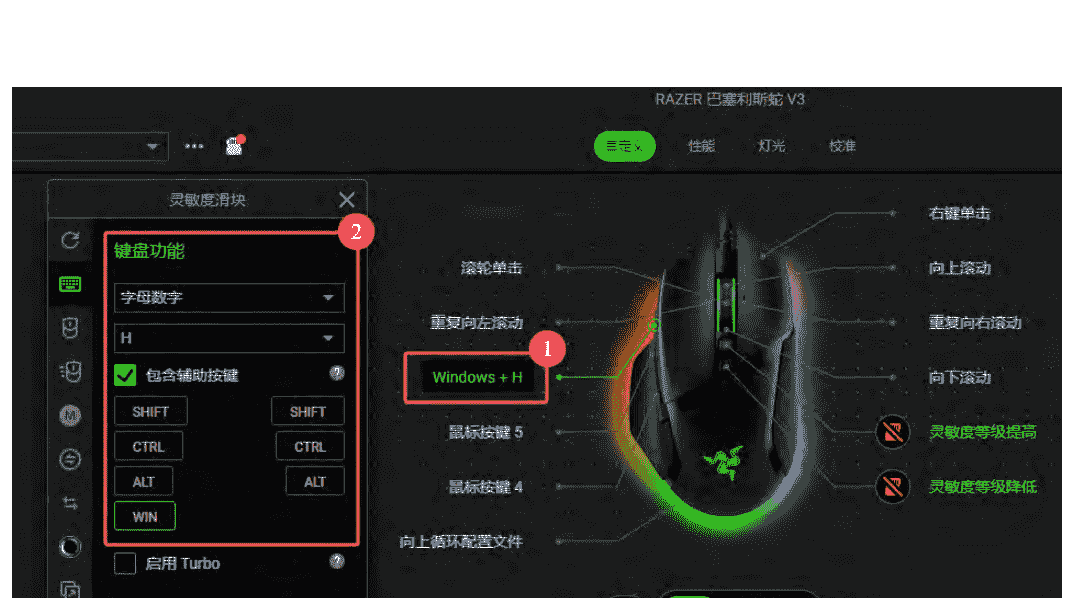 RAZER 巴塞利斯蛇 V3
自定义 性能 灯光 校准
灵敏度滑块
2
键盘功能
字母数字
H
包含辅助按键
SHIFT SHIFT
CTRL CTRL
ALT ALT
WIN
启用 Turbo
滚轮单击
重复向左滚动
1
Windows + H
鼠标按键 5
鼠标按键 4
向上循环配置文件
右键单击
向上滚动
重复向右滚动
向下滚动
灵敏度等级提高
灵敏度等级降低